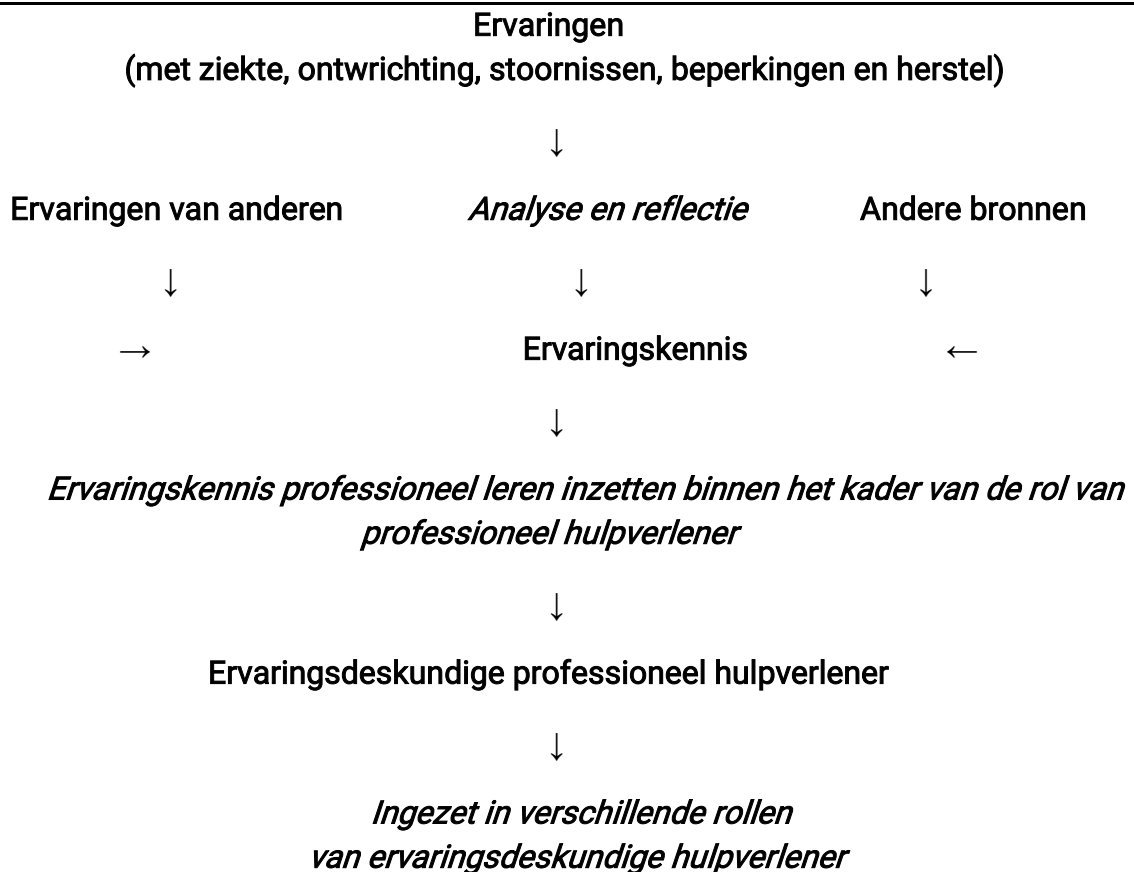 Ervaringen
(met ziekte, ontwrichting, stoornissen, beperkingen en herstel)
↓
Ervaringen van anderen Analyse en reflectie Andere bronnen
↓ ↓ ↓
→ Ervaringskennis ←
↓
Ervaringskennis professioneel leren inzetten binnen het kader van de rol van
professioneel hulpverlener
↓
Ervaringsdeskundige professioneel hulpverlener
↓
Ingezet in verschillende rollen
van ervaringsdeskundige hulpverlener